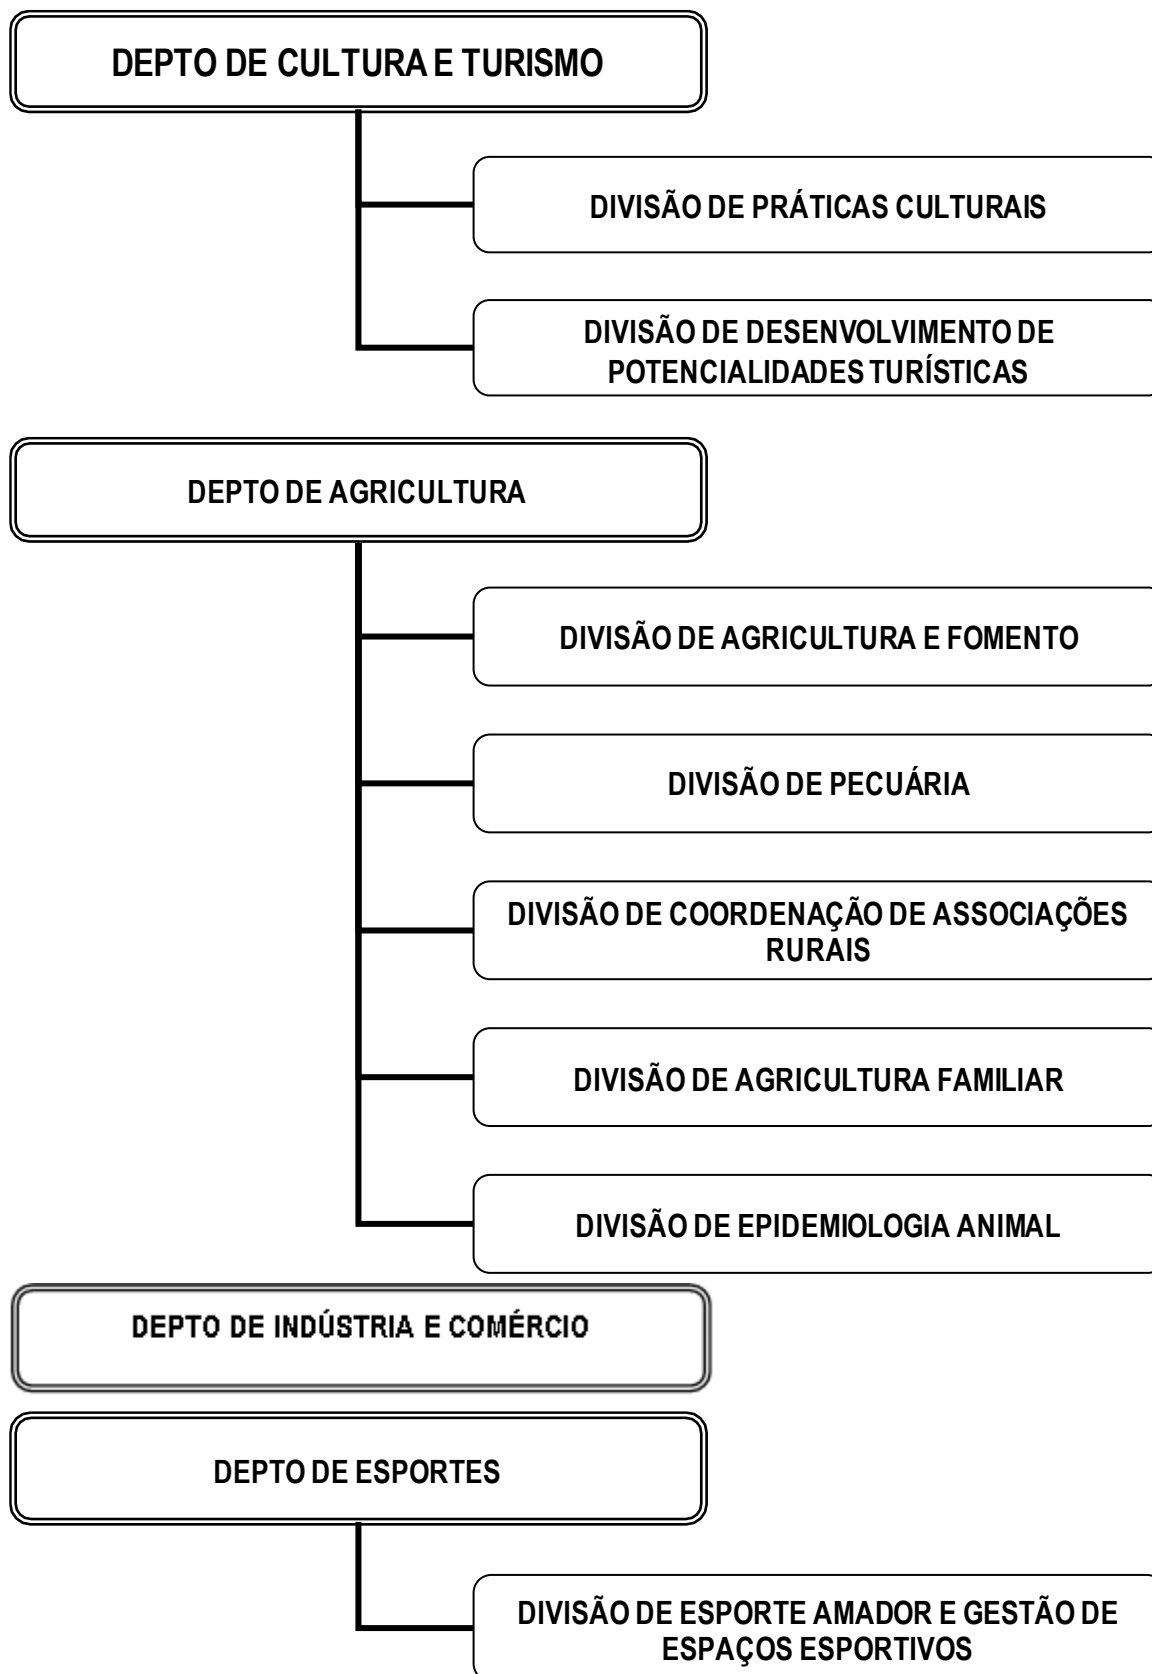 DEPTO DE CULTURA E TURISMO
DIVISÃO DE PRÁTICAS CULTURAIS
DIVISÃO DE DESENVOLVIMENTO DE
POTENCIALIDADES TURÍSTICAS
DEPTO DE AGRICULTURA
DIVISÃO DE AGRICULTURA E FOMENTO
DIVISÃO DE PECUÁRIA
DIVISÃO DE COORDENAÇÃO DE ASSOCIAÇÕES
RURAIS
DIVISÃO DE AGRICULTURA FAMILIAR
DIVISÃO DE EPIDEMIOLOGIA ANIMAL
DEPTO DE INDÚSTRIA E COMÉRCIO
DEPTO DE ESPORTES
DIVISÃO DE ESPORTE AMADOR E GESTÃO DE
ESPAÇOS ESPORTIVOS